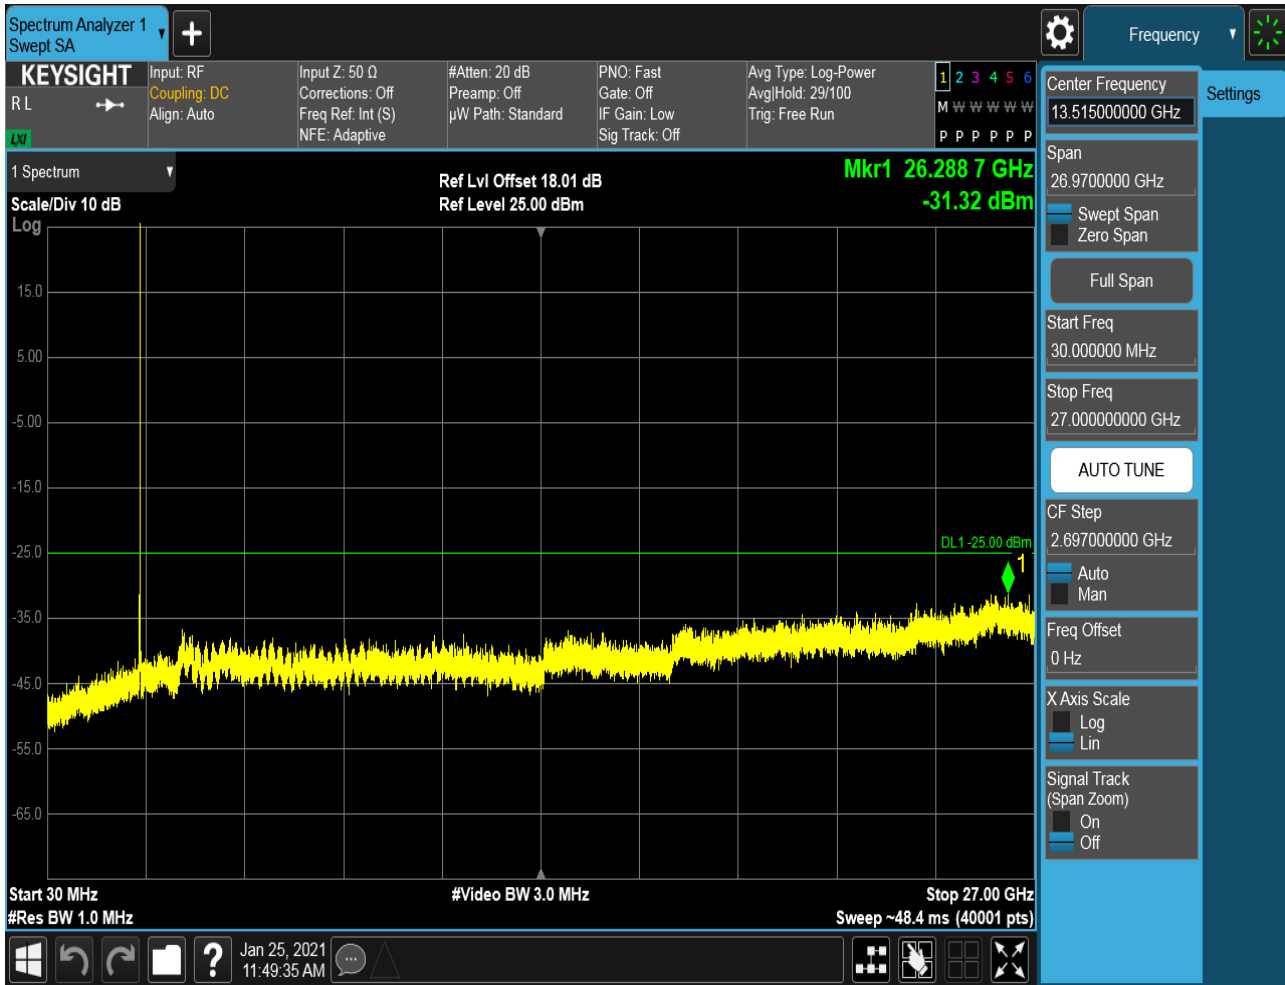 Spectrum Analyzer 1
Swept SA
Frequency
KEYSIGHT
R L
LXI
Input: RF
Coupling: DC
Align: Auto
Input Z: 50 Ω
Corrections: Off
Freq Ref: Int (S)
NFE: Adaptive
#Atten: 20 dB
Preamp: Off
µW Path: Standard
PNO: Fast
Gate: Off
IF Gain: Low
Sig Track: Off
Avg Type: Log-Power
Avg|Hold: 29/100
Trig: Free Run
1 2 3 4 5 6
M W W W W W
P P P P P P
1 Spectrum
Scale/Div 10 dB
Log
Ref Lvl Offset 18.01 dB
Ref Level 25.00 dBm
Mkr1 26.288 7 GHz
-31.32 dBm
15.0
5.00
-5.00
-15.0
-25.0
-35.0
-45.0
-55.0
-65.0
DL1 -25.00 dBm
1
Start 30 MHz
#Res BW 1.0 MHz
#Video BW 3.0 MHz
Stop 27.00 GHz
Sweep ~48.4 ms (40001 pts)
Center Frequency
13.515000000 GHz
Span
26.9700000 GHz
Swept Span
Zero Span
Full Span
Start Freq
30.000000 MHz
Stop Freq
27.000000000 GHz
AUTO TUNE
CF Step
2.697000000 GHz
Auto
Man
Freq Offset
0 Hz
X Axis Scale
Log
Lin
Signal Track
(Span Zoom)
On
Off
Settings
?
Jan 25, 2021
11:49:35 AM